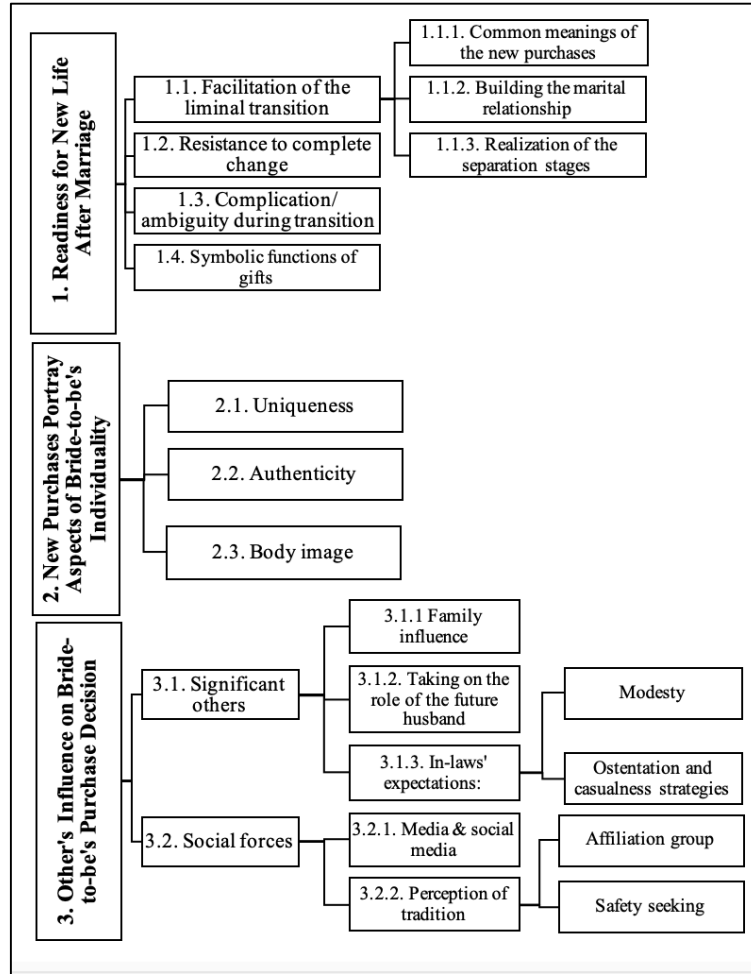 1. Readiness for New Life
After Marriage
1.1. Facilitation of the
liminal transition
1.1.1. Common meanings of
the new purchases
1.1.2. Building the marital
relationship
1.1.3. Realization of the
separation stages
1.2. Resistance to complete
change
1.3. Complication/
ambiguity during transition
1.4. Symbolic functions of
gifts
2. New Purchases Portray
Aspects of Bride-to-be's
Individuality
2.1. Uniqueness
2.2. Authenticity
2.3. Body image
3. Other's Influence on Bride-
to-be's Purchase Decision
3.1. Significant
others
3.1.1 Family
influence
3.1.2. Taking on the
role of the future
husband
3.1.3. In-laws'
expectations:
Modesty
Ostentation and
casualness strategies
3.2. Social forces
3.2.1. Media & social
media
3.2.2. Perception of
tradition
Affiliation group
Safety seeking